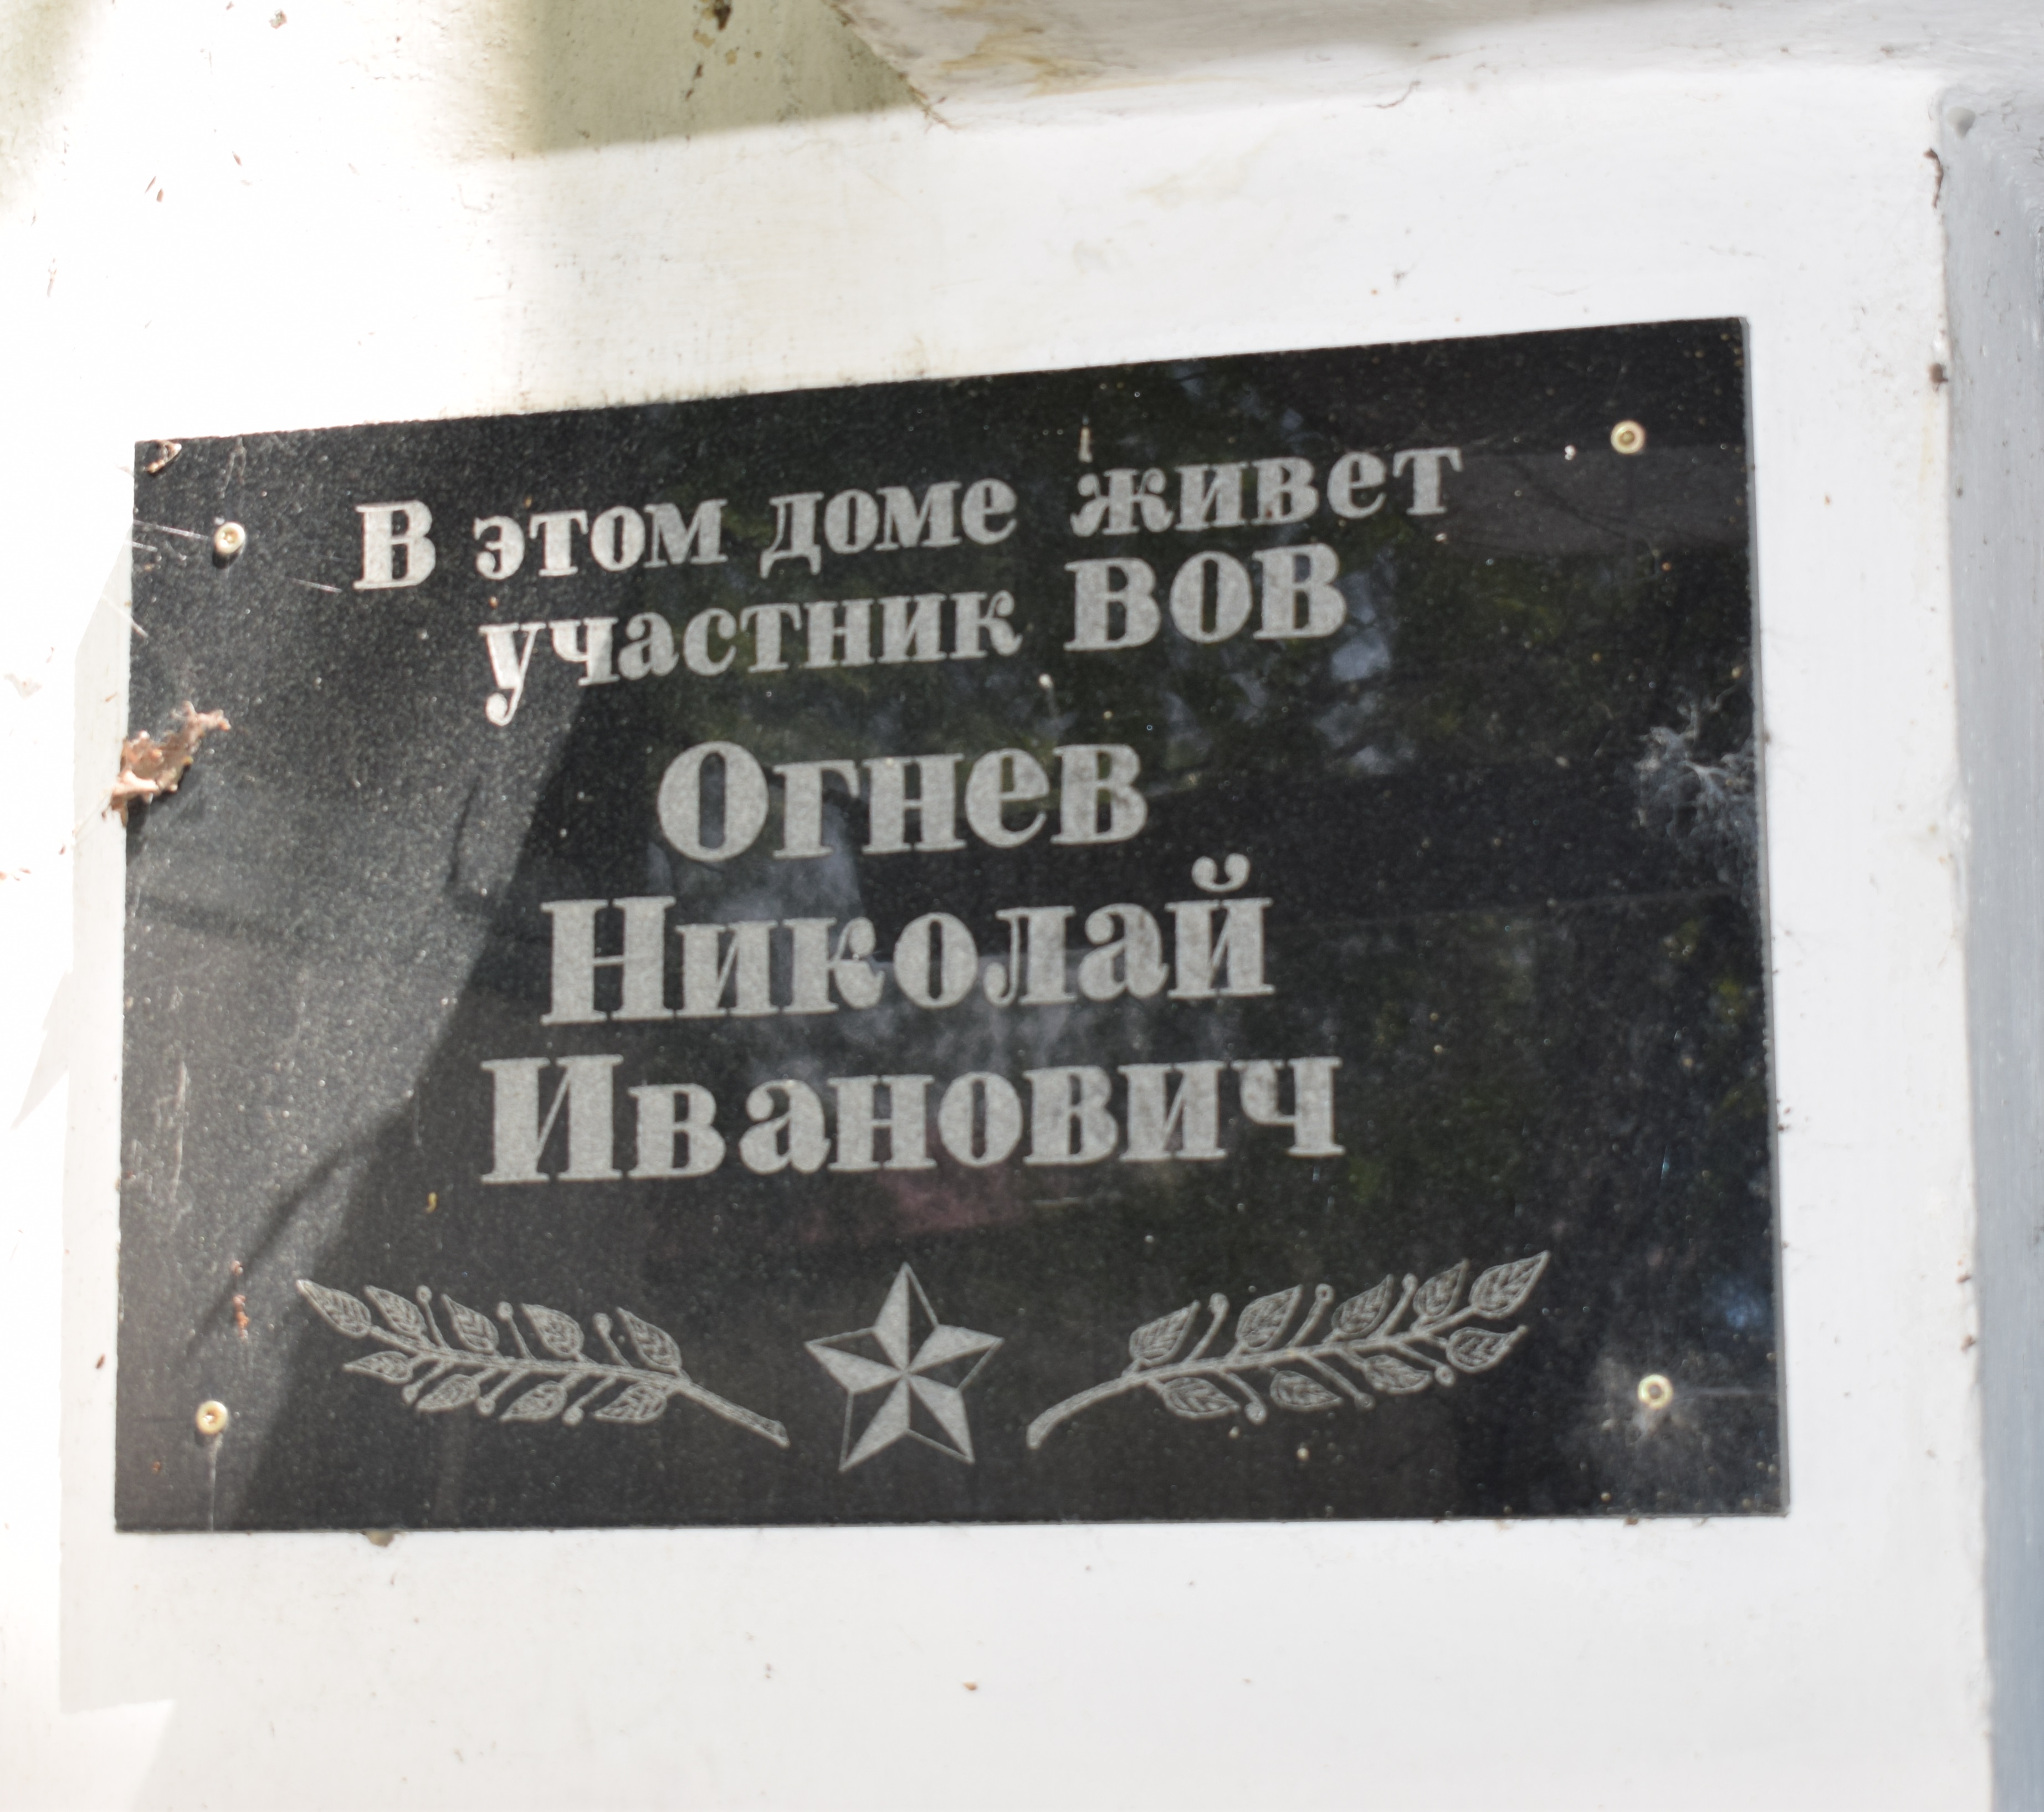 В этом доме живет
участник ВОВ
Огнев
Николай
Иванович